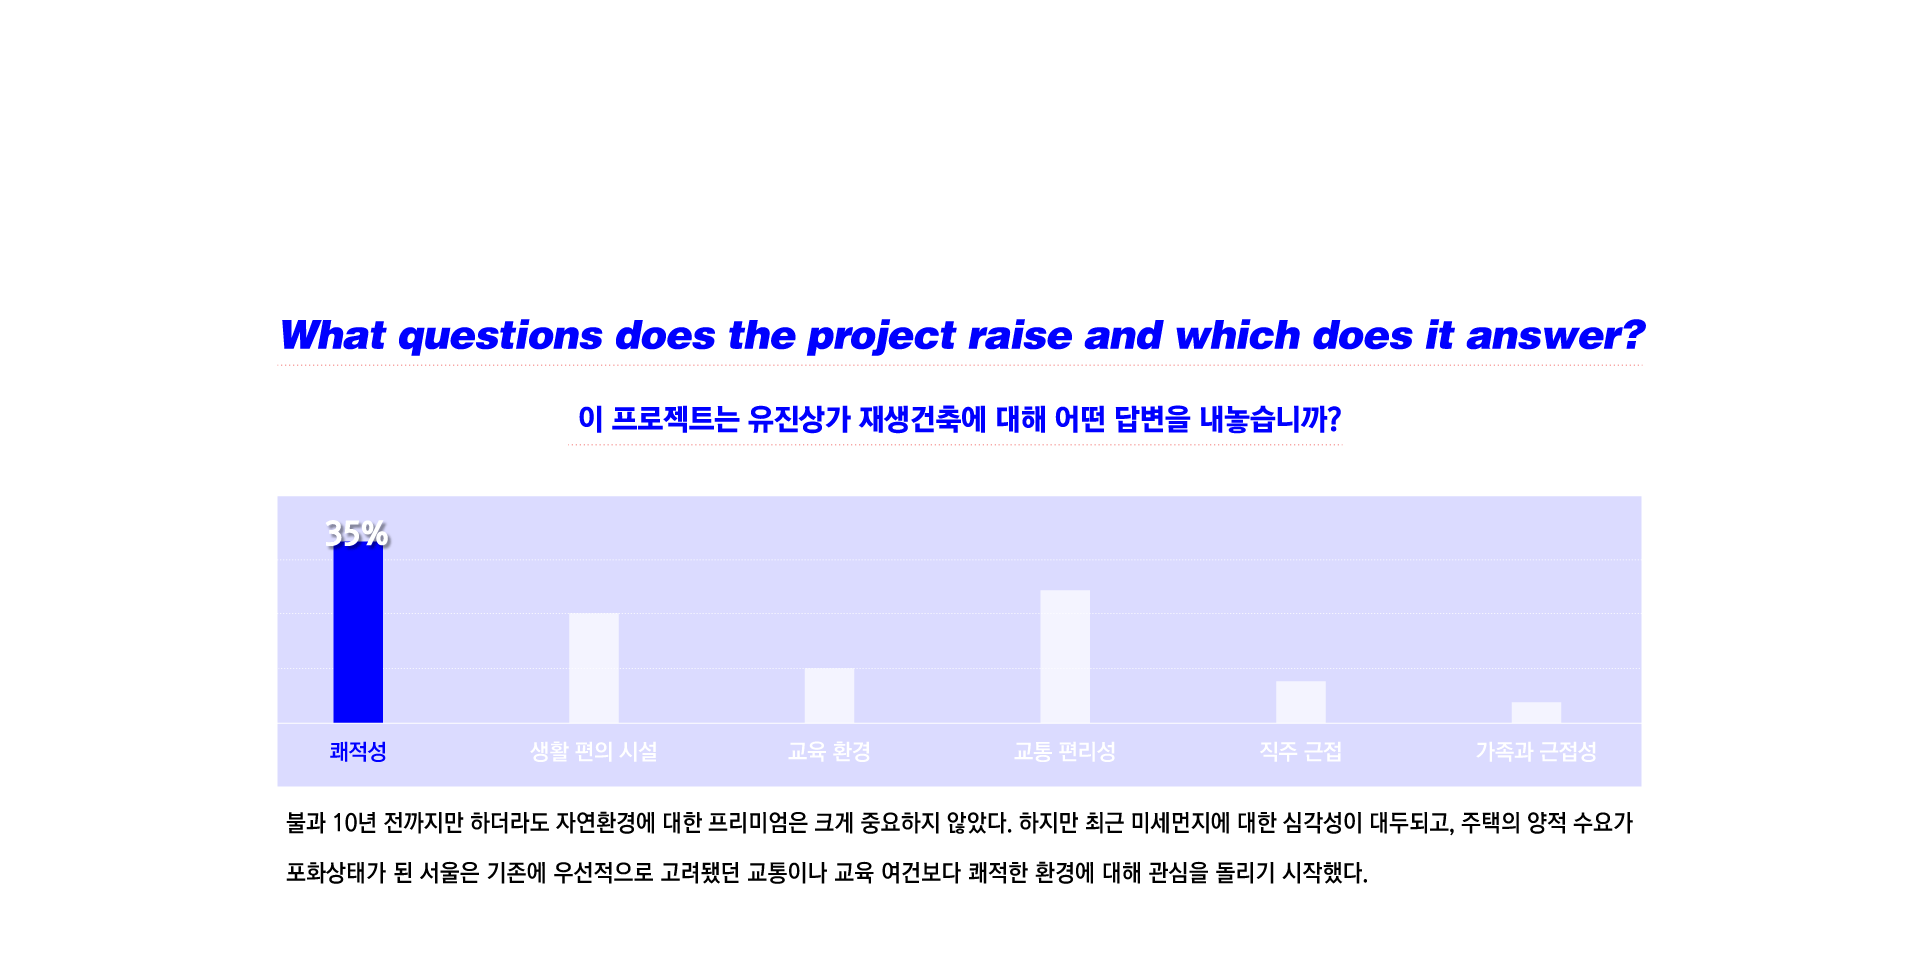 What questions does the project raise and which does it answer?
이 프로젝트는 유진상가 재생건축에 대해 어떤 답변을 내놓습니까?
35%
쾌적성 생활 편의 시설 교육 환경 교통 편리성 직주 근접 가족과 근접성
불과 10년 전까지만 하더라도 자연환경에 대한 프리미엄은 크게 중요하지 않았다. 하지만 최근 미세먼지에 대한 심각성이 대두되고, 주택의 양적 수요가
포화상태가 된 서울은 기존에 우선적으로 고려됐던 교통이나 교육 여건보다 쾌적한 환경에 대해 관심을 돌리기 시작했다.